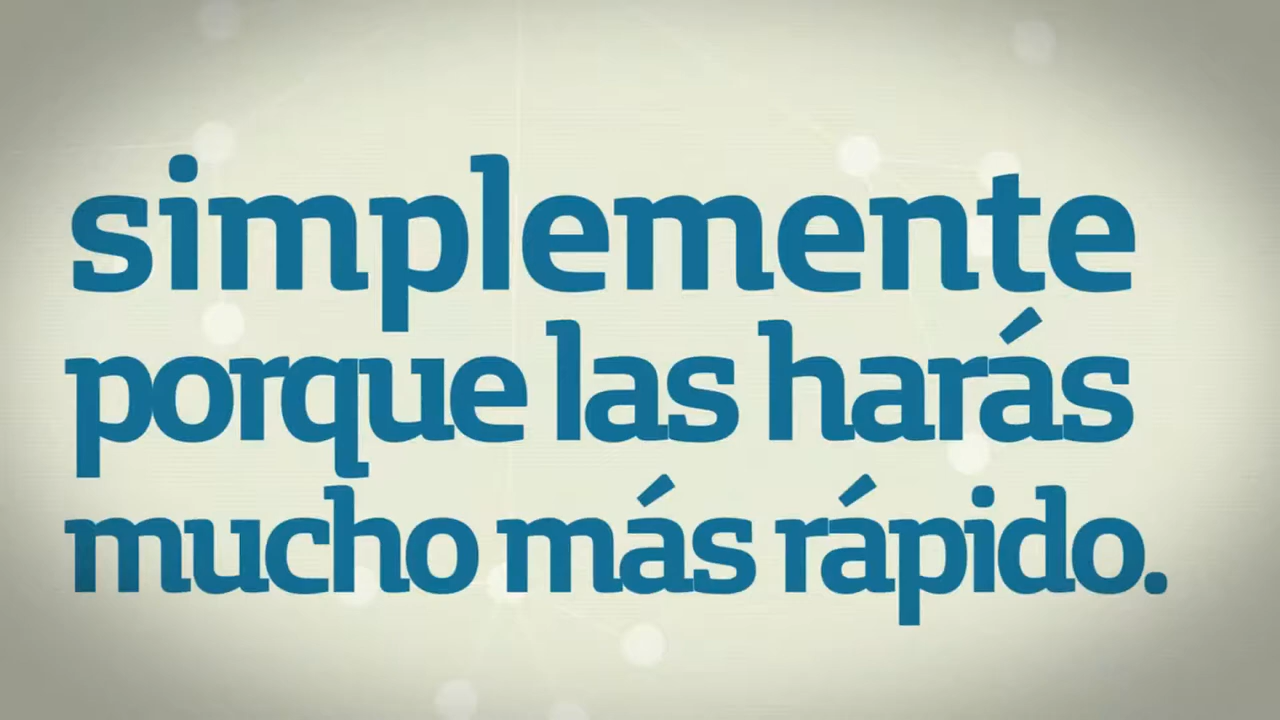 simplemente
porque las harás
mucho más rápido.